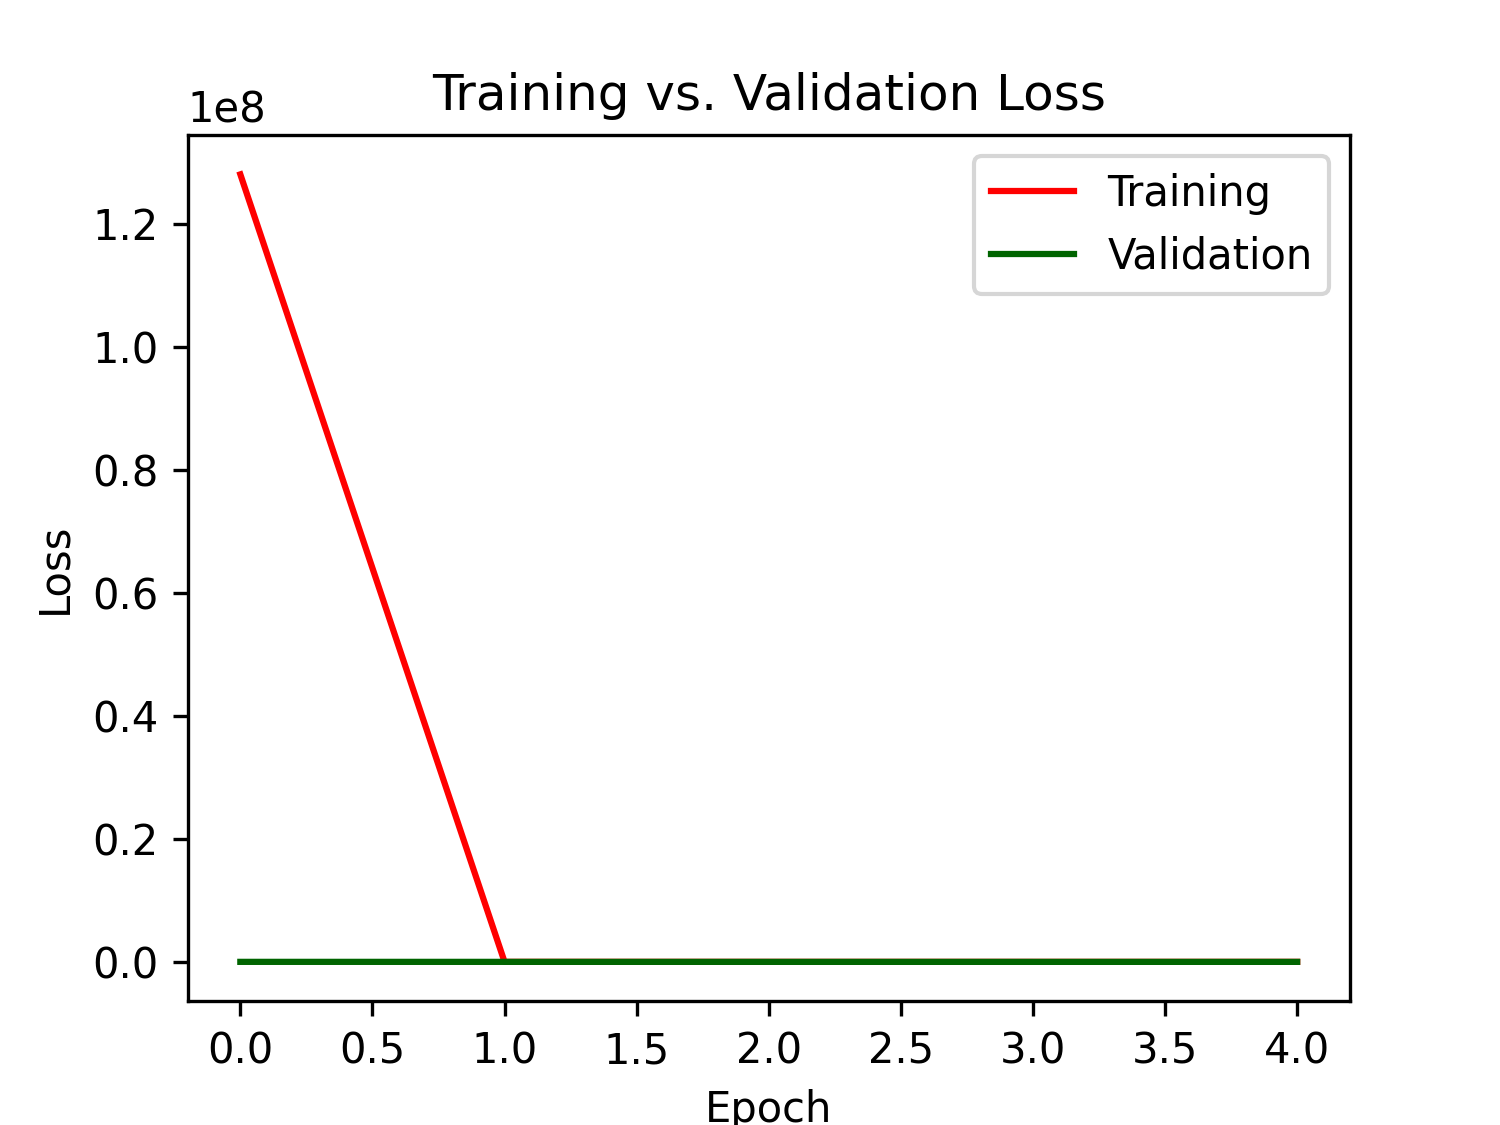 Training vs. Validation Loss
1e8
Training
Validation
1.2
1.0
0.8
0.6
0.4
0.2
0.0
Loss
0.0 0.5 1.0 1.5 2.0 2.5 3.0 3.5 4.0
Epoch